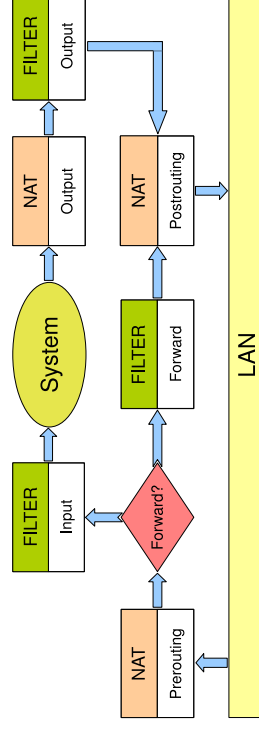 FILTER
Input
System
NAT
Output
FILTER
Output
NAT
Prerouting
Forward?
FILTER
Forward
NAT
Postrouting
LAN